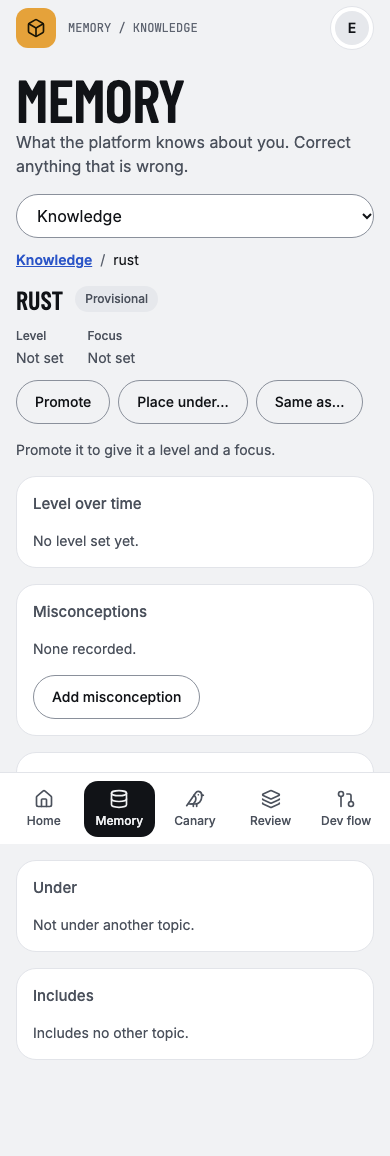 MEMORY / KNOWLEDGE
E
MEMORY
What the platform knows about you. Correct
anything that is wrong.
Knowledge
Knowledge / rust
RUST Provisional
Level Focus
Not set Not set
Promote Place under... Same as...
Promote it to give it a level and a focus.
Level over time
No level set yet.
Misconceptions
None recorded.
Add misconception
Home Memory Canary Review Dev flow
Under
Not under another topic.
Includes
Includes no other topic.